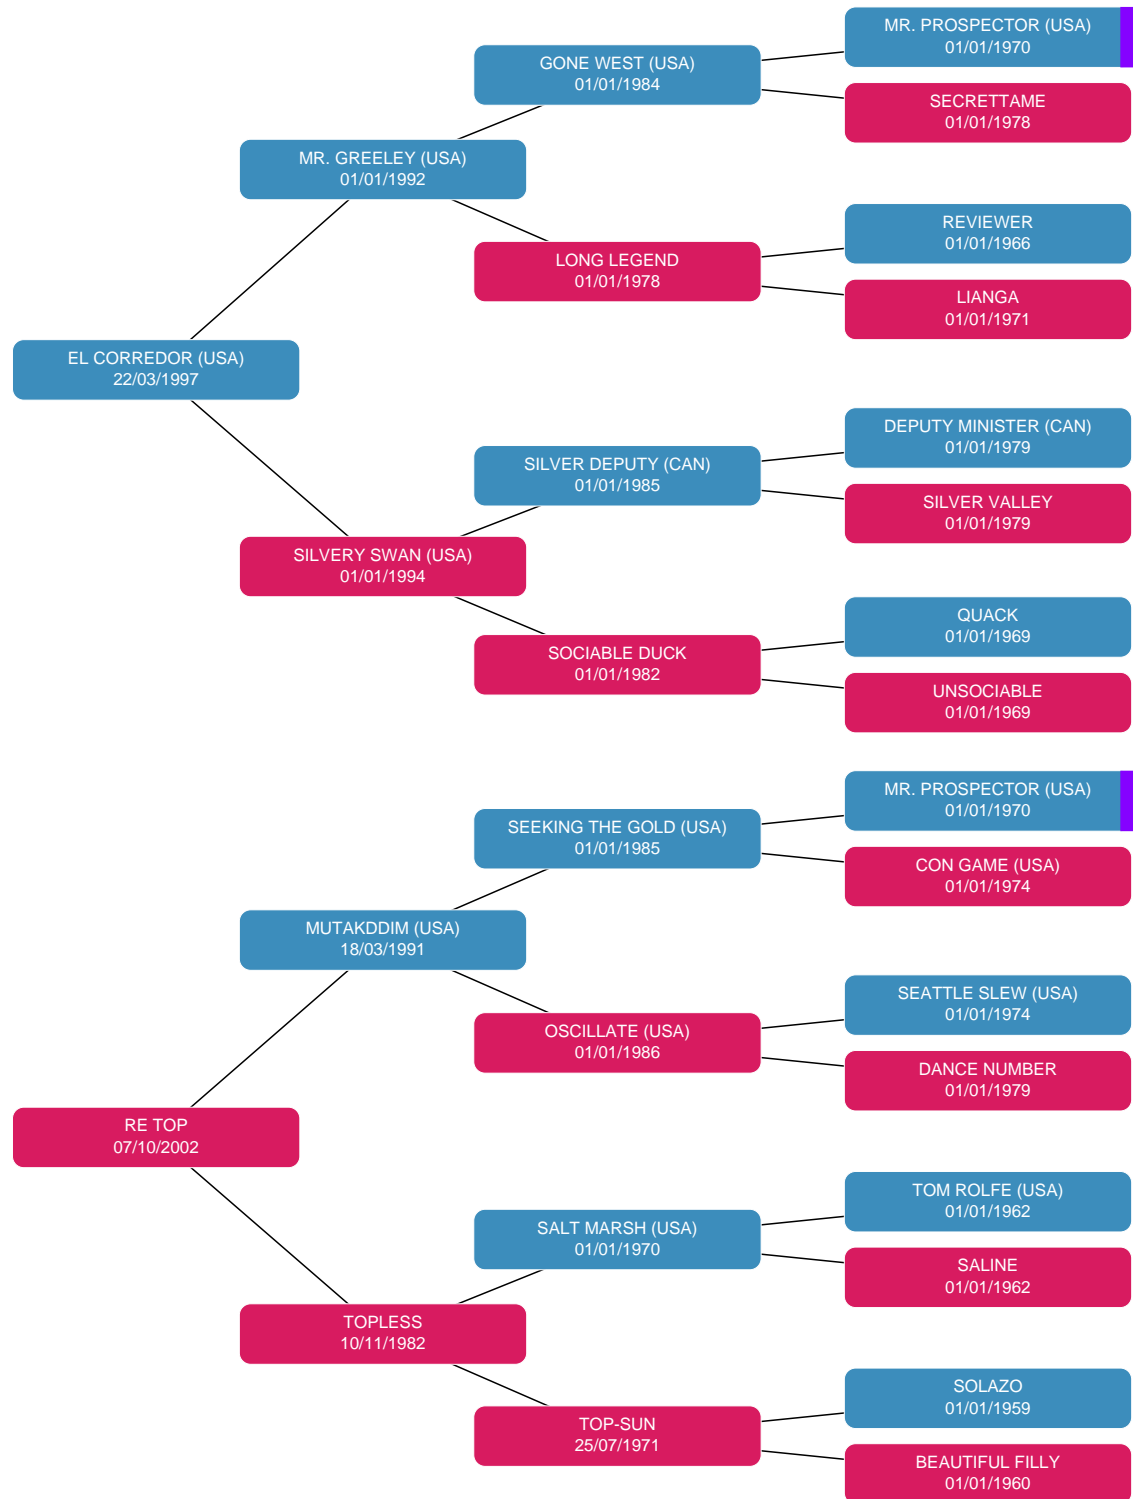 MR. PROSPECTOR (USA)
01/01/1970
GONE WEST (USA)
01/01/1984
SECRETTAME
01/01/1978
MR. GREELEY (USA)
01/01/1992
REVIEWER
01/01/1966
LONG LEGEND
01/01/1978
LIANGA
01/01/1971
EL CORREDOR (USA)
22/03/1997
DEPUTY MINISTER (CAN)
01/01/1979
SILVER DEPUTY (CAN)
01/01/1985
SILVER VALLEY
01/01/1979
SILVERY SWAN (USA)
01/01/1994
QUACK
01/01/1969
SOCIABLE DUCK
01/01/1982
UNSOCIABLE
01/01/1969
MR. PROSPECTOR (USA)
01/01/1970
SEEKING THE GOLD (USA)
01/01/1985
CON GAME (USA)
01/01/1974
MUTAKDDIM (USA)
18/03/1991
SEATTLE SLEW (USA)
01/01/1974
OSCILLATE (USA)
01/01/1986
DANCE NUMBER
01/01/1979
RE TOP
07/10/2002
TOM ROLFE (USA)
01/01/1962
SALT MARSH (USA)
01/01/1970
SALINE
01/01/1962
TOPLESS
10/11/1982
SOLAZO
01/01/1959
TOP-SUN
25/07/1971
BEAUTIFUL FILLY
01/01/1960